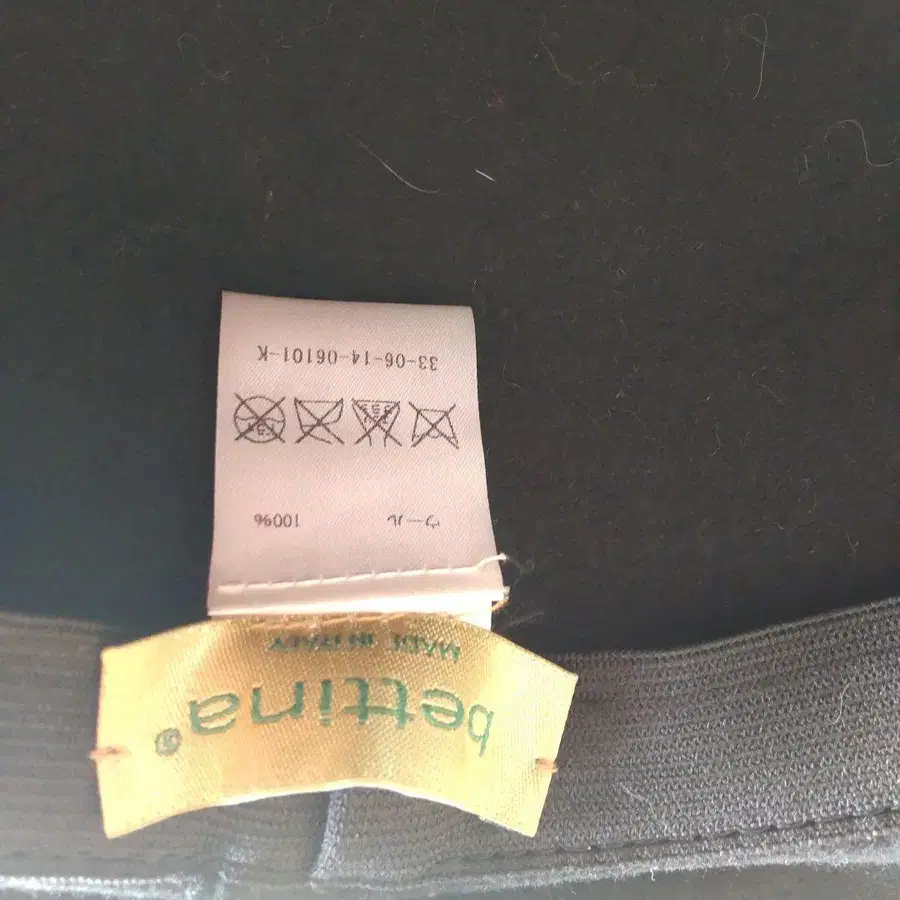 bettina®
MADE IN ITALY
ウール 100%
33-06-14-06101-K